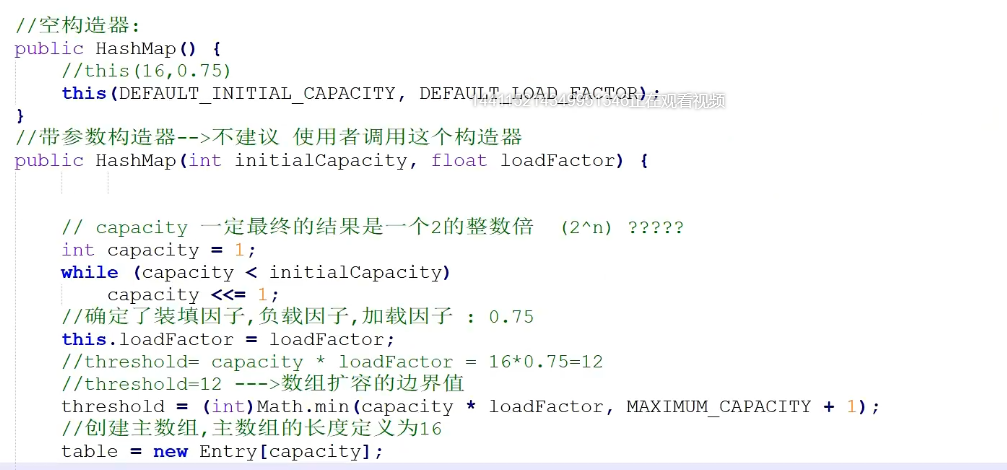 //空构造器:
public HashMap() {
    //this(16,0.75)
    this(DEFAULT_INITIAL_CAPACITY, DEFAULT_LOAD_FACTOR);
正在观看视频
}
//带参数构造器-->不建议 使用者调用这个构造器
public HashMap(int initialCapacity, float loadFactor) {
    // capacity 一定最终的结果是一个2的整数倍  (2^n) ?????
    int capacity = 1;
    while (capacity < initialCapacity)
        capacity <<= 1;
    //确定了装填因子,负载因子,加载因子 : 0.75
    this.loadFactor = loadFactor;
    //threshold= capacity * loadFactor = 16*0.75=12
    //threshold=12 --->数组扩容的边界值
    threshold = (int)Math.min(capacity * loadFactor, MAXIMUM_CAPACITY + 1);
    //创建主数组,主数组的长度定义为16
    table = new Entry[capacity];